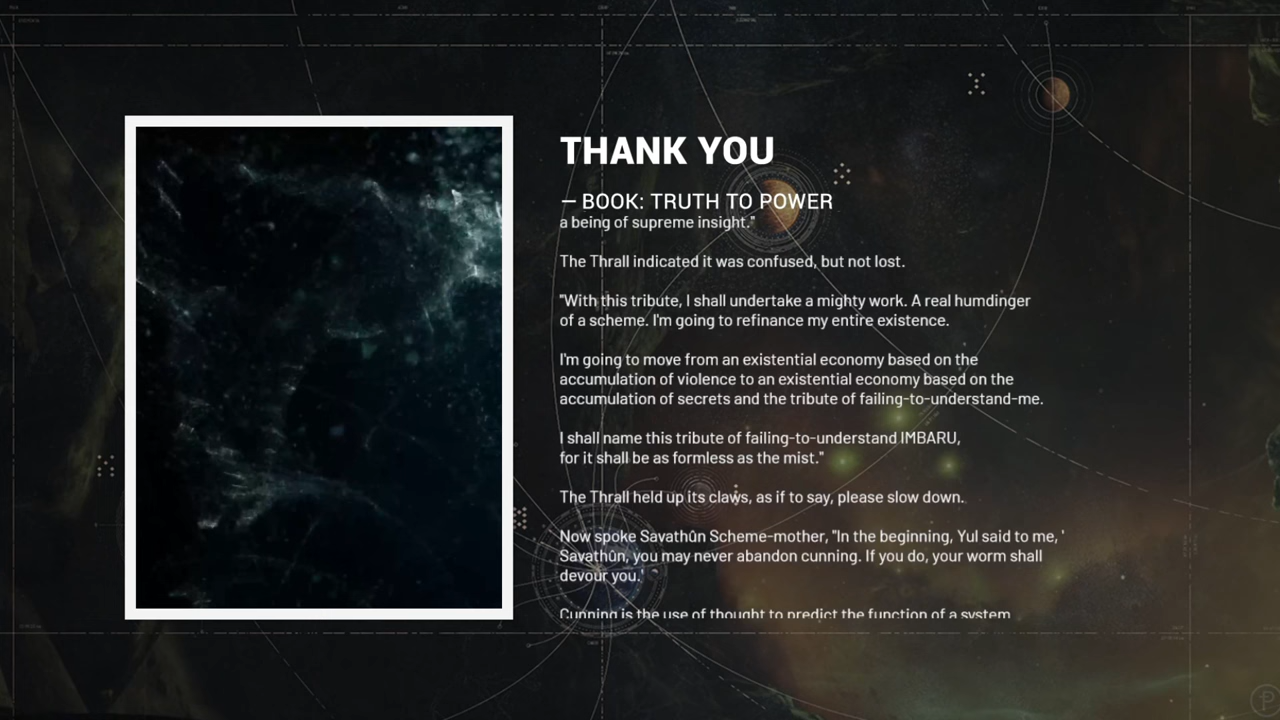 THANK YOU
— BOOK: TRUTH TO POWER
a being of supreme insight."
The Thrall indicated it was confused, but not lost.
"With this tribute, I shall undertake a mighty work. A real humdinger
of a scheme. I'm going to refinance my entire existence.
I'm going to move from an existential economy based on the
accumulation of violence to an existential economy based on the
accumulation of secrets and the tribute of failing-to-understand-me.
I shall name this tribute of failing-to-understand IMBARU,
for it shall be as formless as the mist."
The Thrall held up its claws, as if to say, please slow down.
Now spoke Savathûn Scheme-mother, "In the beginning, Yul said to me, '
Savathûn, you may never abandon cunning. If you do, your worm shall
devour you.'
Cunning is the use of thought to predict the function of a system